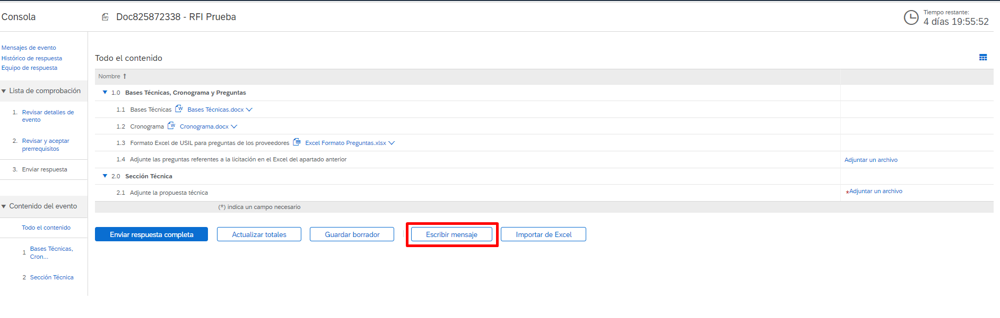 Consola
Doc825872338 - RFI Prueba
Tiempo restante:
4 días 19:55:52
Mensajes de evento
Histórico de respuesta
Equipo de respuesta
Lista de comprobación
1. Revisar detalles de
evento
2. Revisar y aceptar
prerrequisitos
3. Enviar respuesta
Contenido del evento
Todo el contenido
1 Bases Técnicas,
Cron...
2 Sección Técnica
Todo el contenido
Nombre ↑
1.0 Bases Técnicas, Cronograma y Preguntas
1.1 Bases Técnicas Bases Técnicas.docx
1.2 Cronograma Cronograma.docx
1.3 Formato Excel de USIL para preguntas de los proveedores Excel Formato Preguntas.xlsx
1.4 Adjunte las preguntas referentes a la licitación en el Excel del apartado anterior Adjuntar un archivo
2.0 Sección Técnica
2.1 Adjunte la propuesta técnica *Adjuntar un archivo
(*) indica un campo necesario
Enviar respuesta completa Actualizar totales Guardar borrador Escribir mensaje Importar de Excel